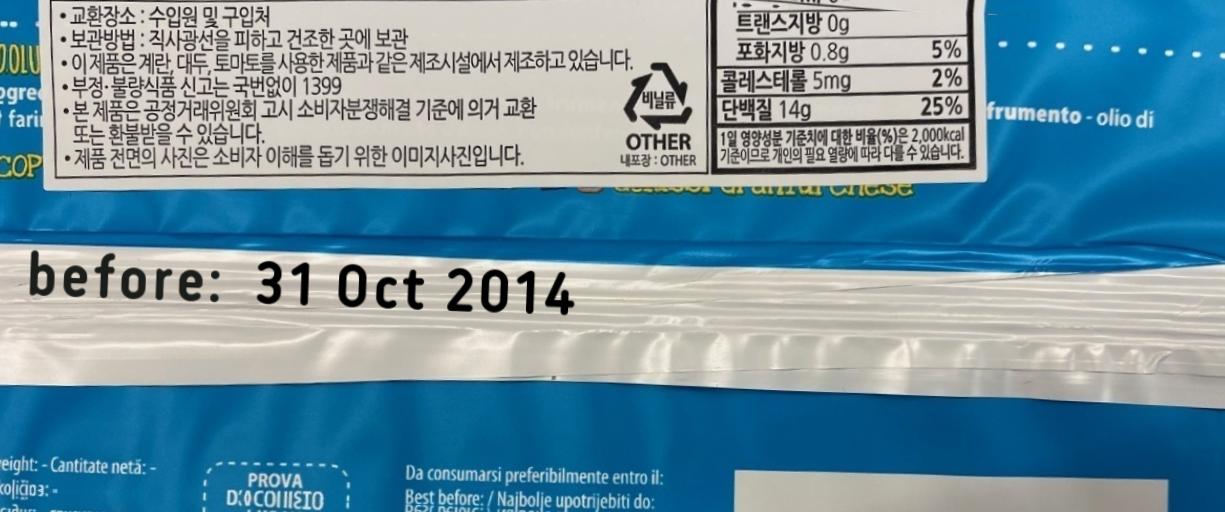 • 교환장소 : 수입원 및 구입처
• 보관방법 : 직사광선을 피하고 건조한 곳에 보관
• 이 제품은 계란, 대두, 토마토를 사용한 제품과 같은 제조시설에서 제조하고 있습니다.
• 부정·불량식품 신고는 국번없이 1399
• 본 제품은 공정거래위원회 고시 소비자분쟁해결 기준에 의거 교환
또는 환불받을 수 있습니다.
• 제품 전면의 사진은 소비자 이해를 돕기 위한 이미지사진입니다.
비닐류
OTHER
내포장 : OTHER
트랜스지방 0g
포화지방 0.8g 5%
콜레스테롤 5mg 2%
단백질 14g 25%
1일 영양성분 기준치에 대한 비율(%)은 2,000kcal
기준이므로 개인의 필요 열량에 따라 다를 수 있습니다.
frumento - olio di
COP
before: 31 Oct 2014
eight: - Cantitate netă: -
PROVA
Da consumarsi preferibilmente entro il:
Best before: / Najbolje upotrijebiti do: